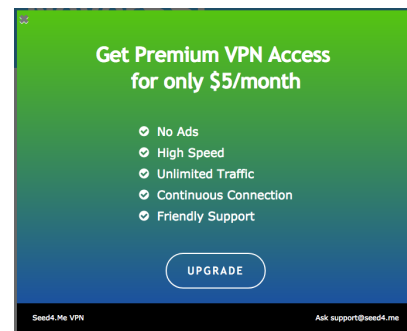 Get Premium VPN Access
for only $5/month
No Ads
High Speed
Unlimited Traffic
Continuous Connection
Friendly Support
UPGRADE
Seed4.Me VPN
Ask support@seed4.me